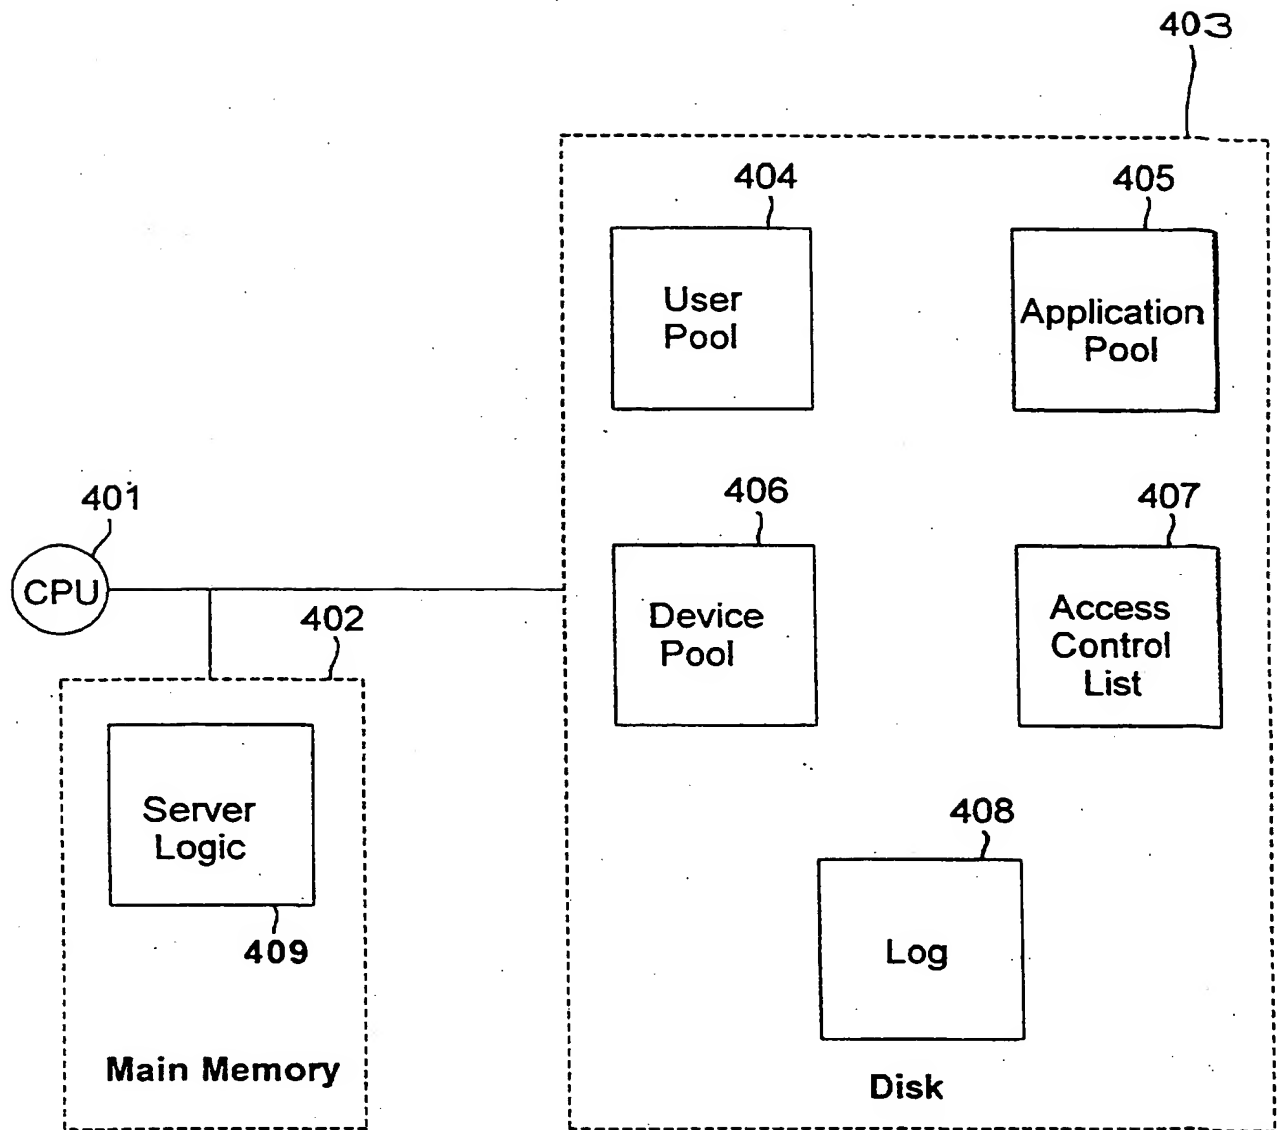 403
404
405
User
Pool
Application
Pool
401
406
407
CPU
402
Device
Pool
Access
Control
List
Server
Logic
409
408
Log
Main Memory
Disk